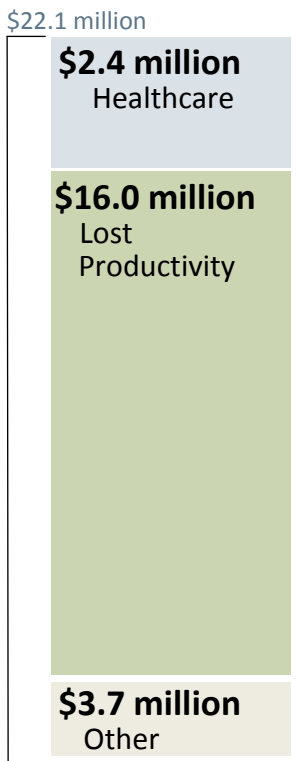 $22.1 million
$2.4 million
Healthcare
$16.0 million
Lost
Productivity
$3.7 million
Other